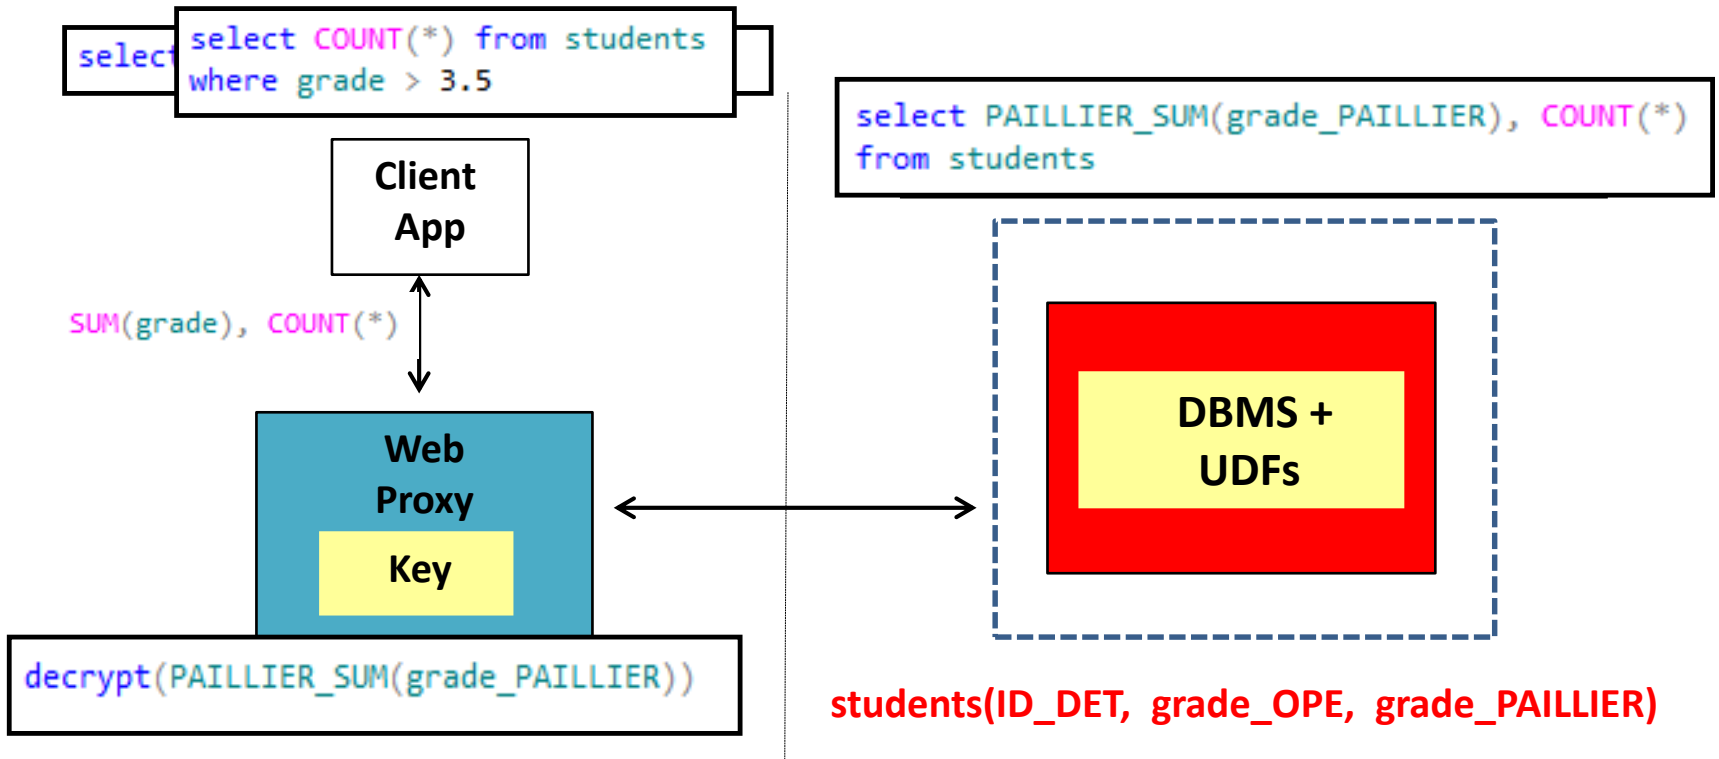 select
select COUNT(*) from students
where grade > 3.5
select PAILLIER_SUM(grade_PAILLIER), COUNT(*)
from students
Client
App
SUM(grade), COUNT(*)
Web
Proxy
Key
DBMS +
UDFs
decrypt(PAILLIER_SUM(grade_PAILLIER))
students(ID_DET, grade_OPE, grade_PAILLIER)